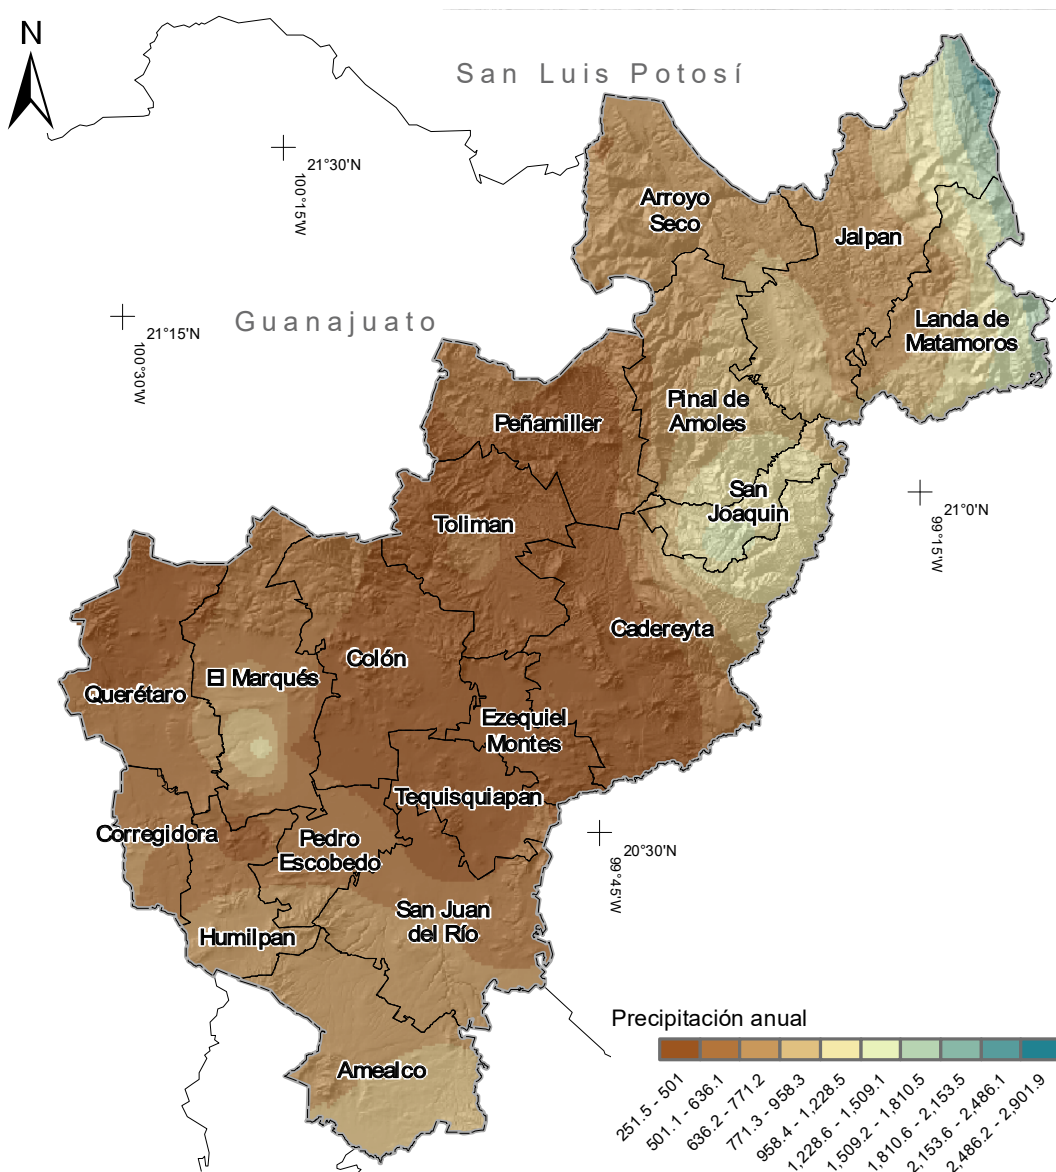 N
San Luis Potosí
21°30'N
100°15'W
Arroyo
Seco
Jalpan
21°15'N
100°30'W
Guanajuato
Landa de
Matamoros
Pinal de
Amoles
Peñamiller
San
Joaquin
21°0'N
99°15'W
Toliman
Cadereyta
Colón
El Marqués
Querétaro
Ezequiel
Montes
Tequisquiapan
Corregidora
Pedro
Escobedo
20°30'N
99°45'W
San Juan
del Río
Humilpan
Amealco
Precipitación anual
251.5 - 501
501.1 - 636.1
636.2 - 771.2
771.3 - 958.3
958.4 - 1,228.5
1,228.6 - 1,509.1
1,509.2 - 1,810.5
1,810.6 - 2,153.5
2,153.6 - 2,486.1
2,486.2 - 2,901.9